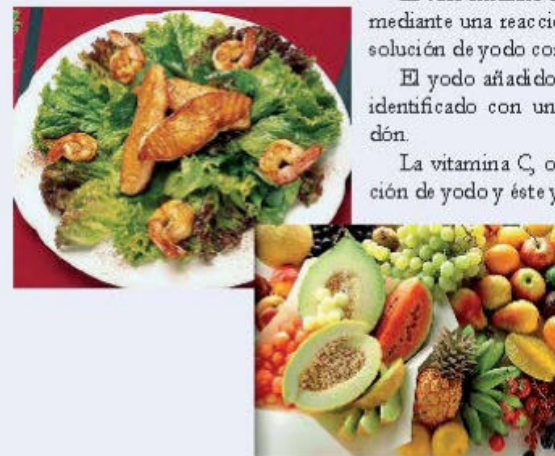 mediante una reacci
solución de yodo con
El yodo añadido
identificado con un
dón.
La vitamina C, o
ción de yodo y éste y